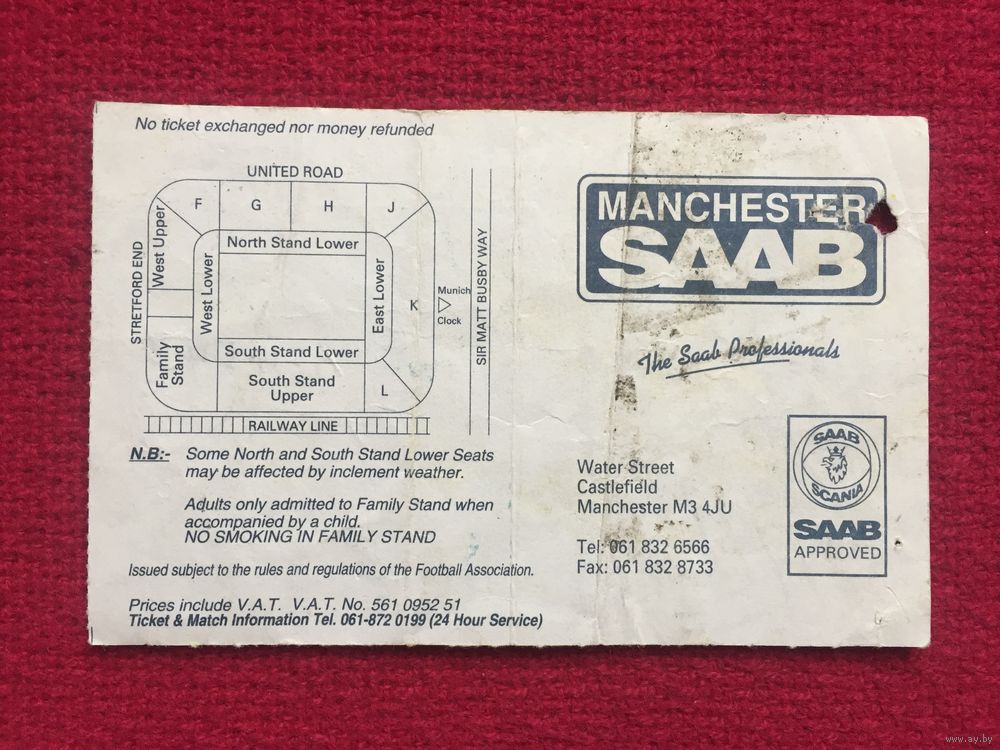 No ticket exchanged nor money refunded
UNITED ROAD
F
G
H
J
North Stand Lower
STRETFORD END
West Upper
West Lower
East Lower
K
Munich
Clock
SIR MATT BUSBY WAY
Family
Stand
South Stand Lower
South Stand
Upper
L
RAILWAY LINE
N.B:- Some North and South Stand Lower Seats
may be affected by inclement weather.
Adults only admitted to Family Stand when
accompanied by a child.
NO SMOKING IN FAMILY STAND
Issued subject to the rules and regulations of the Football Association.
Prices include V.A.T. V.A.T. No. 561 0952 51
Ticket & Match Information Tel. 061-872 0199 (24 Hour Service)
MANCHESTER
SAAB
The Saab Professionals
Water Street
Castlefield
Manchester M3 4JU
Tel: 061 832 6566
Fax: 061 832 8733
SAAB
SCANIA
SAAB
APPROVED
www.ay.by